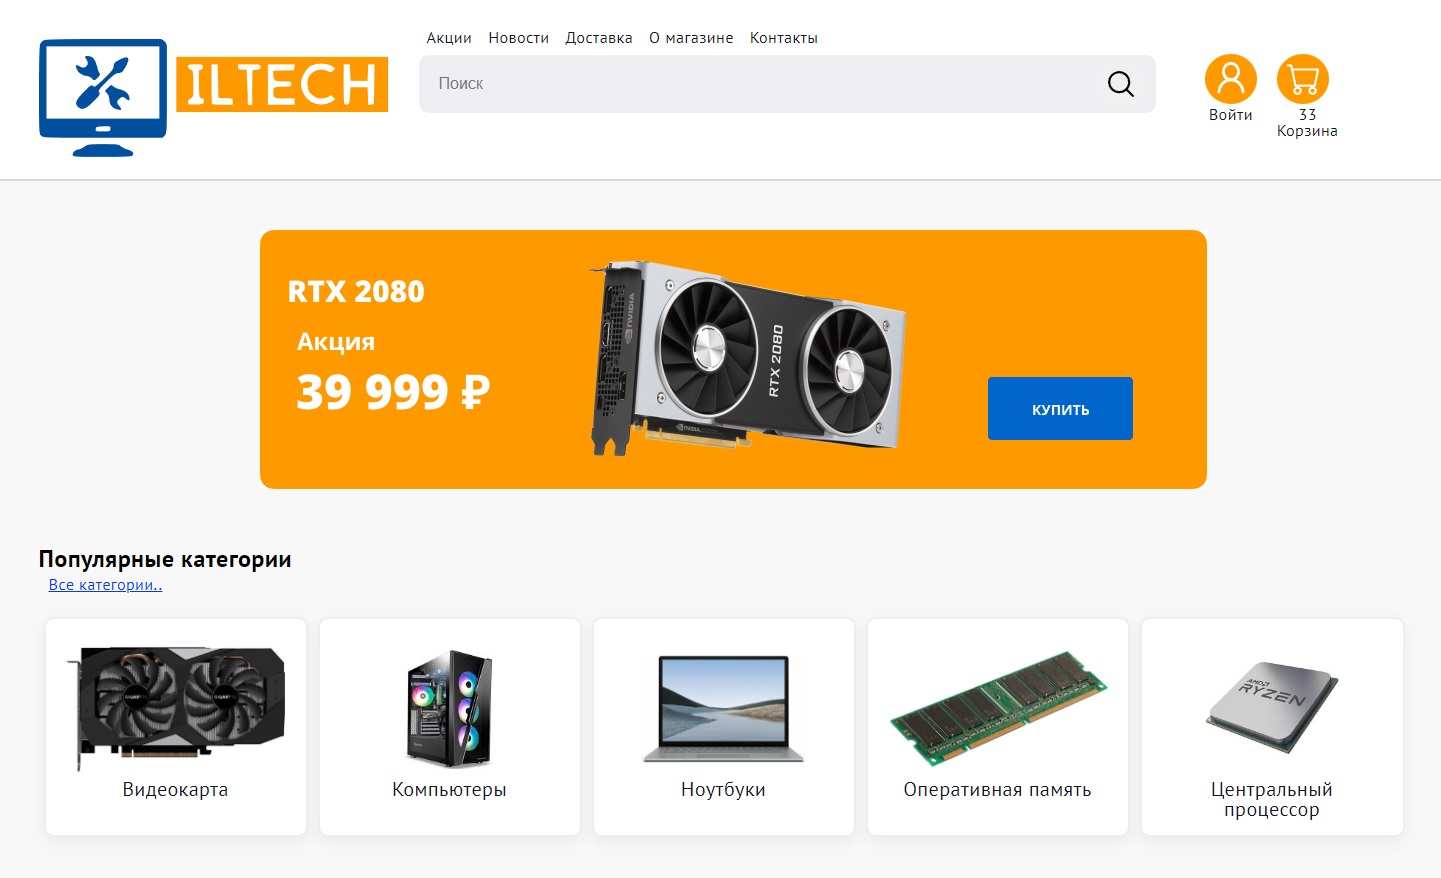 Акции Новости Доставка О магазине Контакты
ILTECH
Поиск
Войти
33
Корзина
RTX 2080
Акция
39 999 ₽
NVIDIA
RTX 2080
NVIDIA
КУПИТЬ
Популярные категории
Все категории..
AMD
RYZEN
Видеокарта
Компьютеры
Ноутбуки
Оперативная память
Центральный
процессор